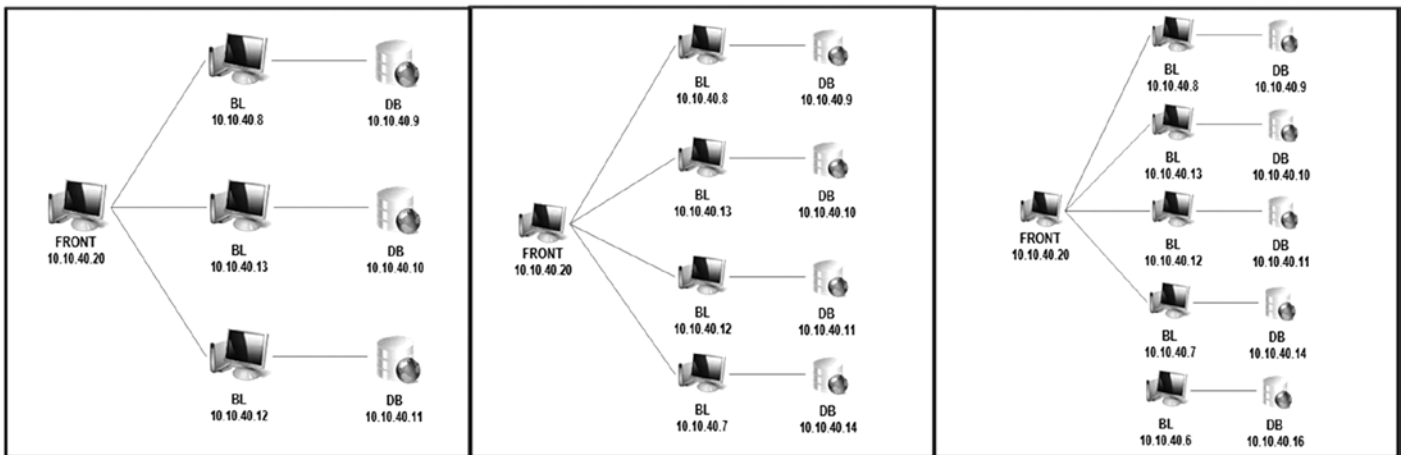 BL
10.10.40.8
DB
10.10.40.9
FRONT
10.10.40.20
BL
10.10.40.13
DB
10.10.40.10
BL
10.10.40.12
DB
10.10.40.11
BL
10.10.40.8
DB
10.10.40.9
BL
10.10.40.13
DB
10.10.40.10
FRONT
10.10.40.20
BL
10.10.40.12
DB
10.10.40.11
BL
10.10.40.7
DB
10.10.40.14
BL
10.10.40.8
DB
10.10.40.9
BL
10.10.40.13
DB
10.10.40.10
FRONT
10.10.40.20
BL
10.10.40.12
DB
10.10.40.11
BL
10.10.40.7
DB
10.10.40.14
BL
10.10.40.6
DB
10.10.40.16